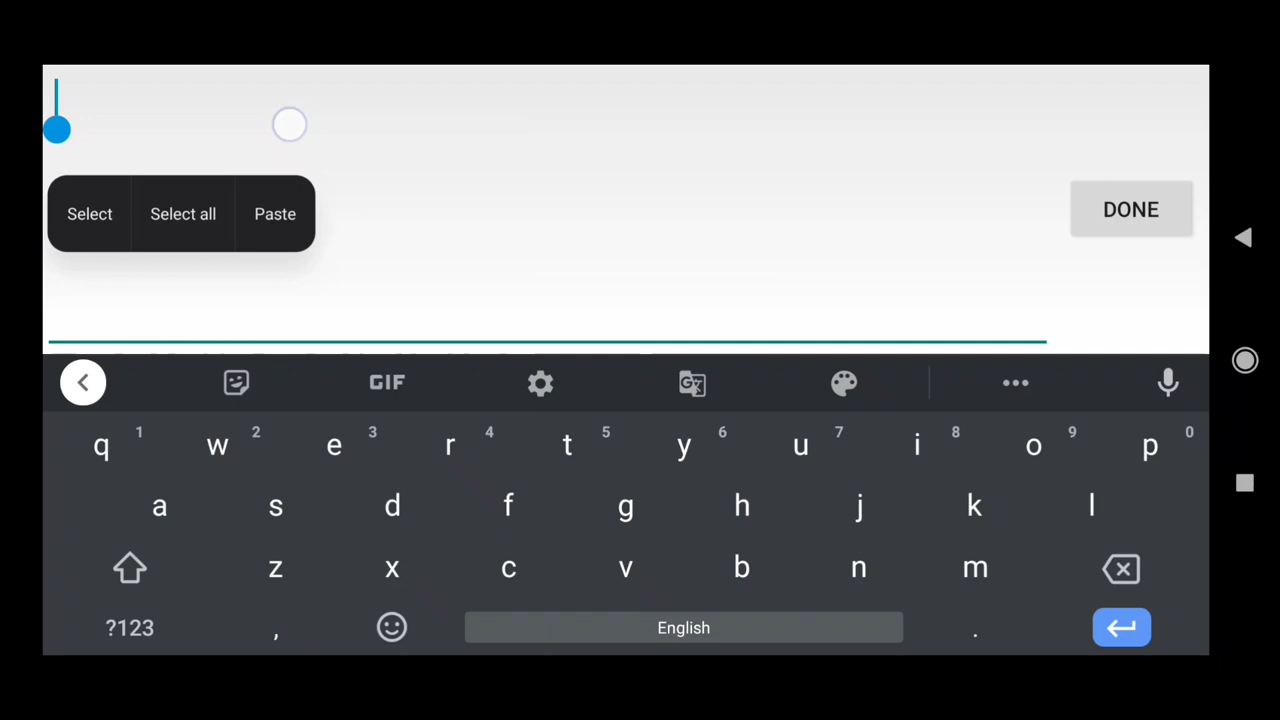 Select Select all Paste
DONE
GIF
q 1 w 2 e 3 r 4 t 5 y 6 u 7 i 8 o 9 p 0
a s d f g h j k l
z x c v b n m
?123 , English .